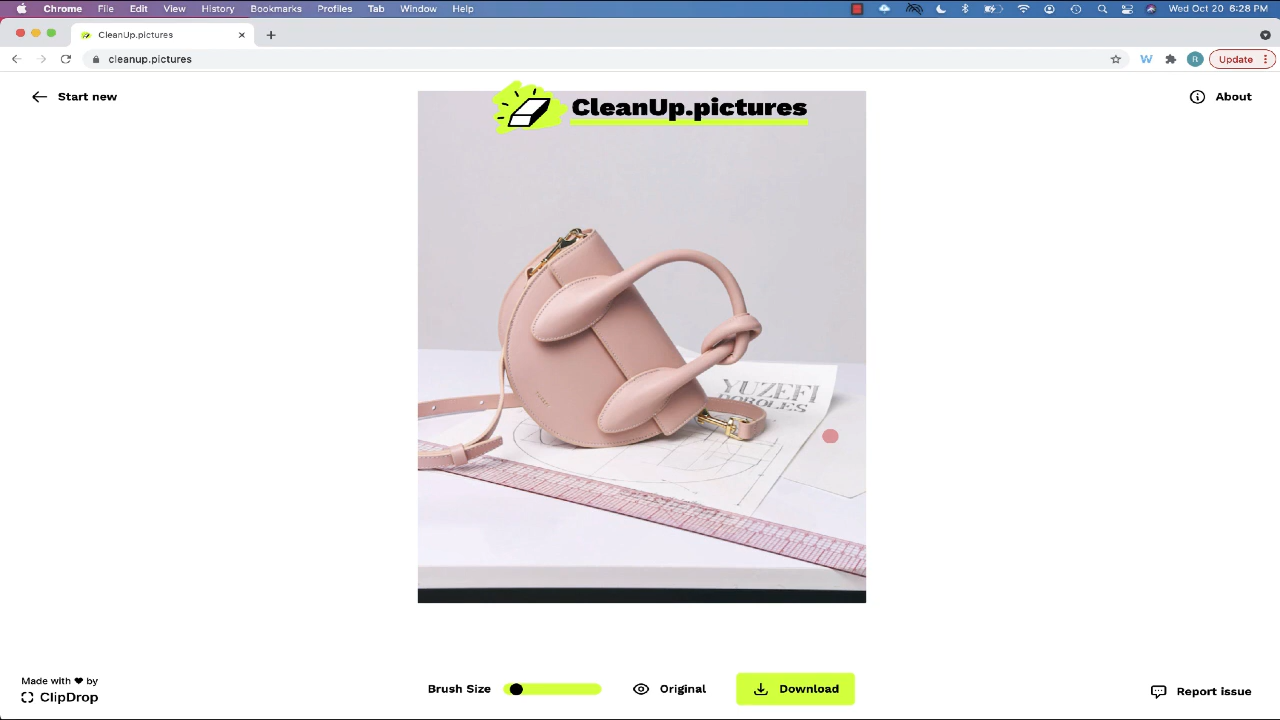 Chrome File Edit View History Bookmarks Profiles Tab Window Help Wed Oct 20 6:28 PM
CleanUp.pictures
cleanup.pictures W R Update
Start new
CleanUp.pictures
About
YUZEFI
Made with ❤ by
ClipDrop
Brush Size
Original
Download
Report issue